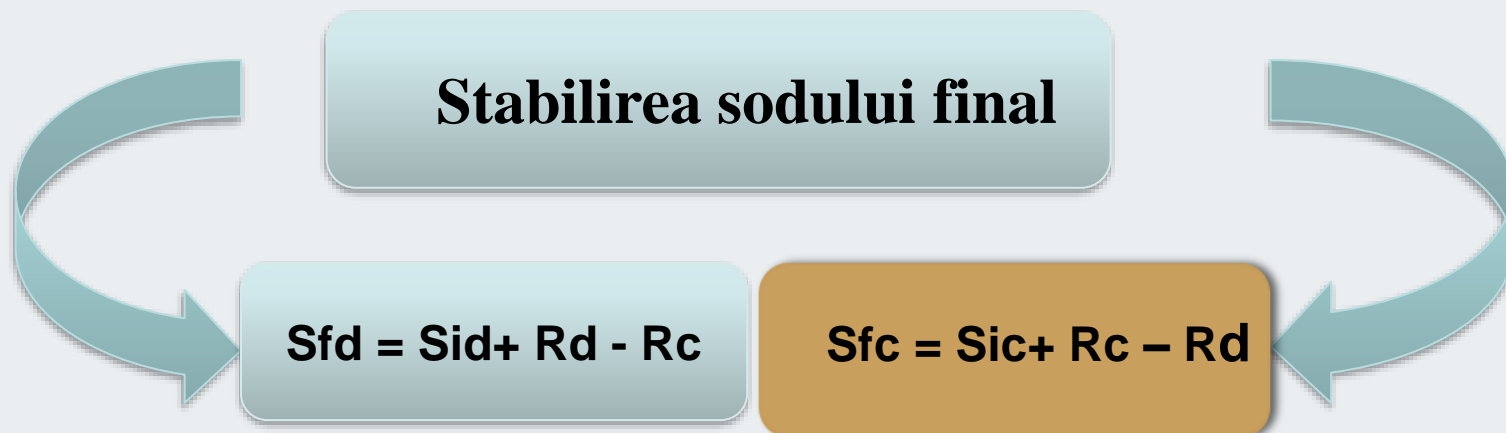 Stabilirea sodului final
Sfd = Sid+ Rd - Rc
Sfc = Sic+ Rc – Rd